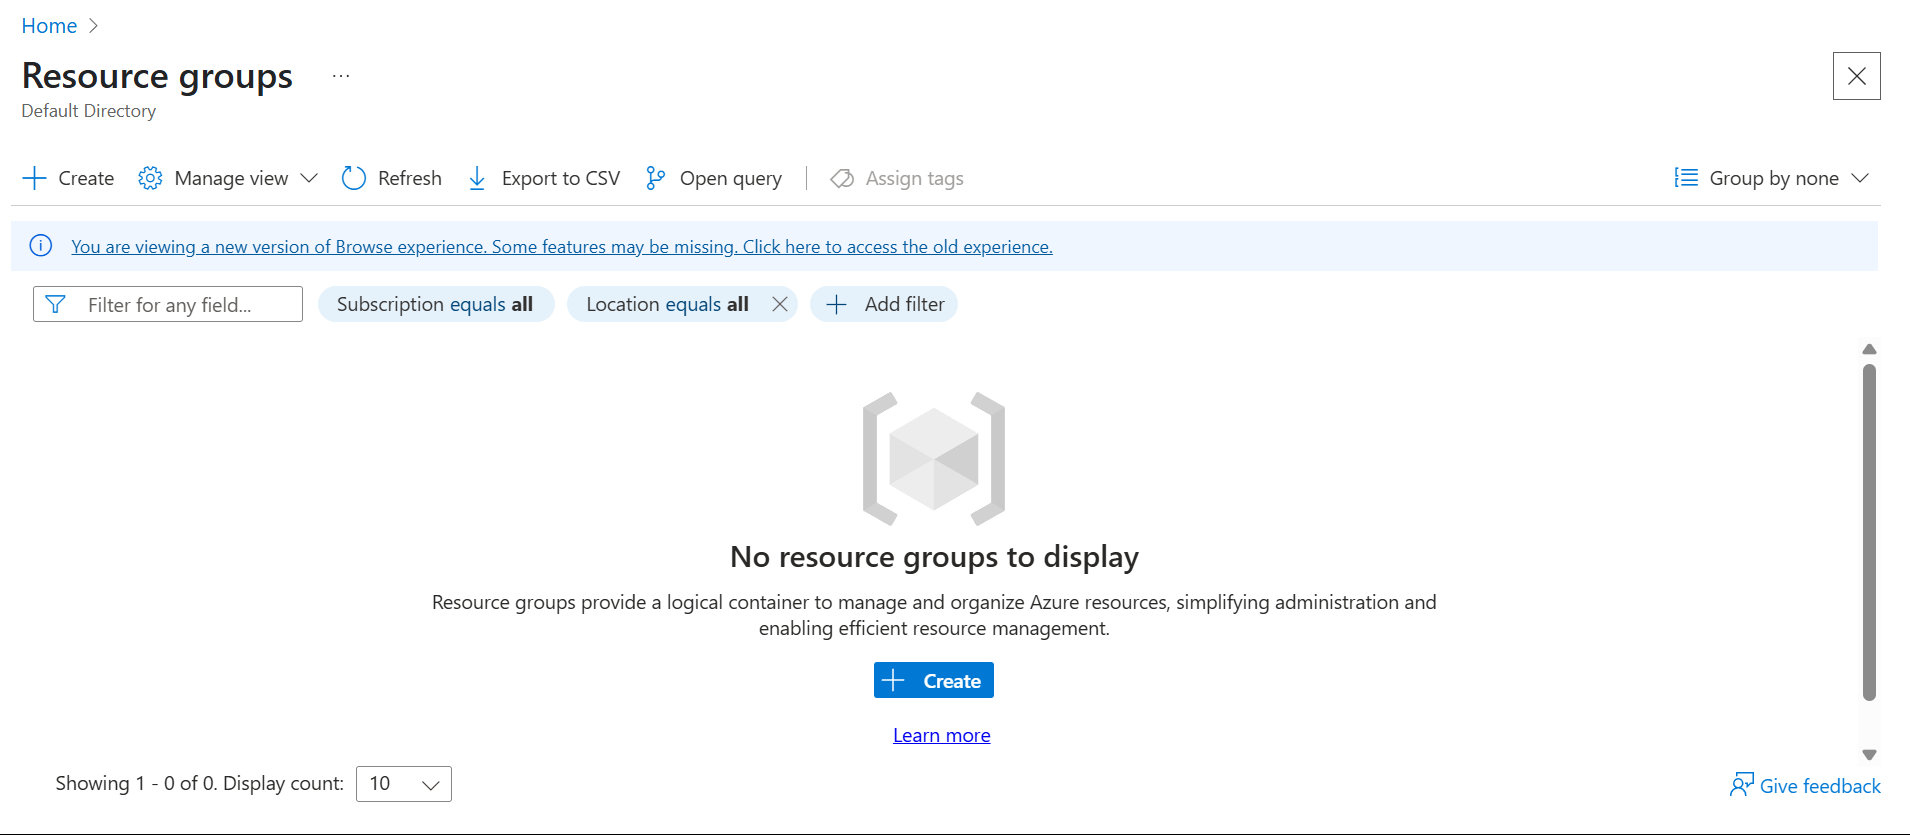 Home
Resource groups ...
Default Directory
Create Manage view Refresh Export to CSV Open query Assign tags Group by none
You are viewing a new version of Browse experience. Some features may be missing. Click here to access the old experience.
Filter for any field... Subscription equals all Location equals all Add filter
No resource groups to display
Resource groups provide a logical container to manage and organize Azure resources, simplifying administration and
enabling efficient resource management.
Create
Learn more
Showing 1 - 0 of 0. Display count: 10
Give feedback